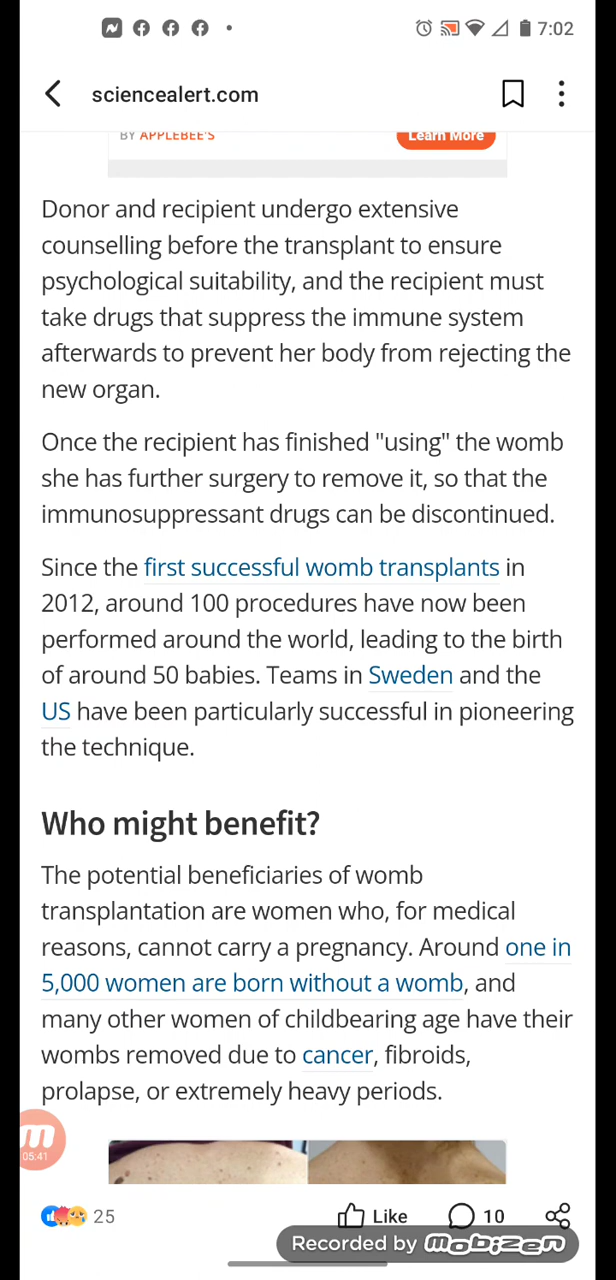 7:02
sciencealert.com
BY APPLEBEE'S
Learn More
Donor and recipient undergo extensive
counselling before the transplant to ensure
psychological suitability, and the recipient must
take drugs that suppress the immune system
afterwards to prevent her body from rejecting the
new organ.
Once the recipient has finished "using" the womb
she has further surgery to remove it, so that the
immunosuppressant drugs can be discontinued.
Since the first successful womb transplants in
2012, around 100 procedures have now been
performed around the world, leading to the birth
of around 50 babies. Teams in Sweden and the
US have been particularly successful in pioneering
the technique.
Who might benefit?
The potential beneficiaries of womb
transplantation are women who, for medical
reasons, cannot carry a pregnancy. Around one in
5,000 women are born without a womb, and
many other women of childbearing age have their
wombs removed due to cancer, fibroids,
prolapse, or extremely heavy periods.
05:41
25
Like
10
Recorded by mobizen